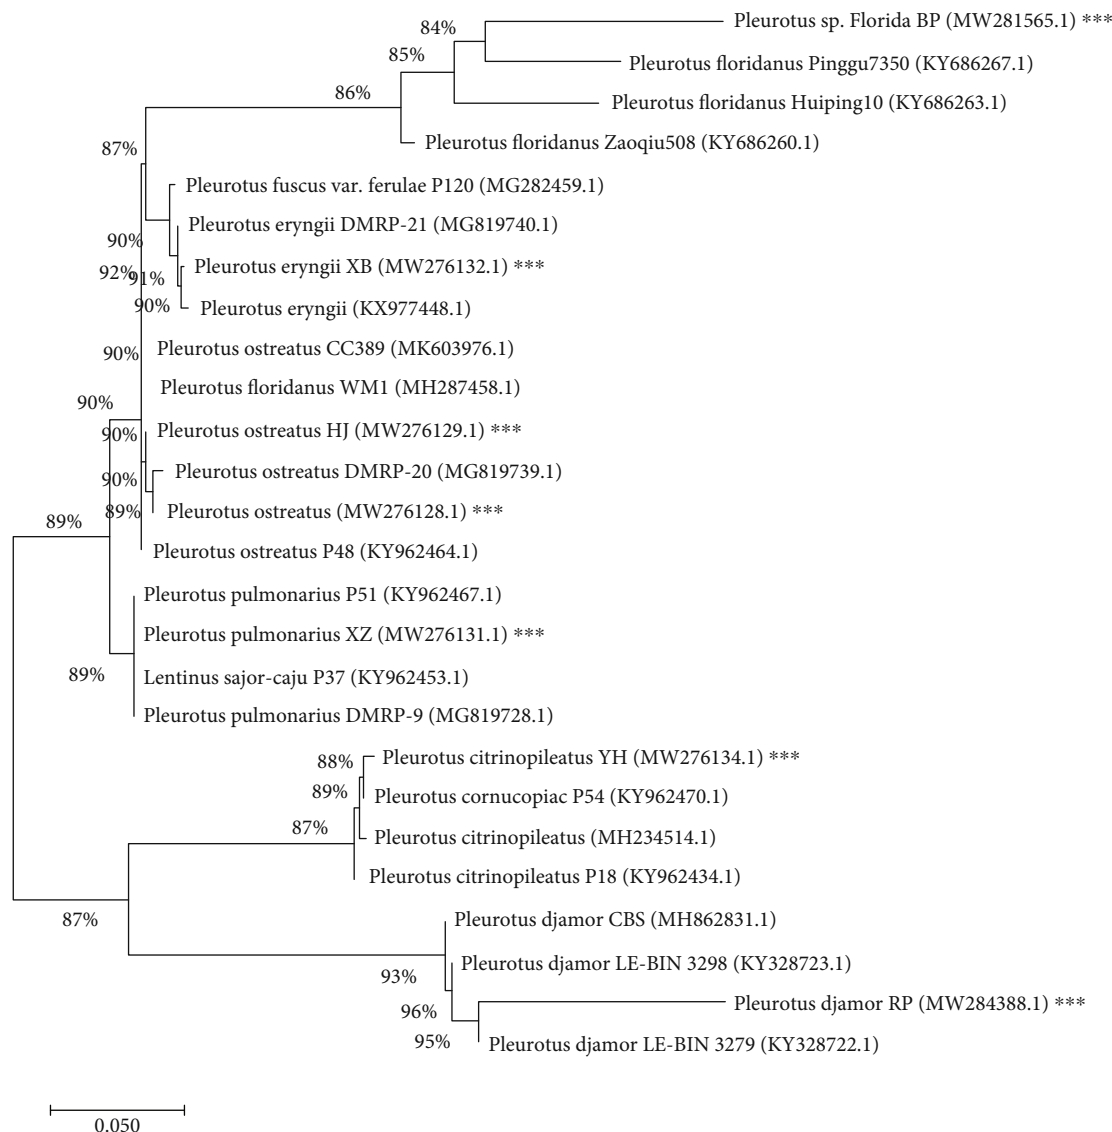 Pleurotus sp. Florida BP (MW281565.1) ***
84%
85%
Pleurotus floridanus Pinggu7350 (KY686267.1)
86%
Pleurotus floridanus Huiping10 (KY686263.1)
Pleurotus floridanus Zaoqiu508 (KY686260.1)
87%
Pleurotus fuscus var. ferulae P120 (MG282459.1)
Pleurotus eryngii DMRP-21 (MG819740.1)
90%
Pleurotus eryngii XB (MW276132.1) ***
92%
91%
90%
Pleurotus eryngii (KX977448.1)
Pleurotus ostreatus CC389 (MK603976.1)
90%
Pleurotus floridanus WM1 (MH287458.1)
90%
Pleurotus ostreatus HJ (MW276129.1) ***
90%
Pleurotus ostreatus DMRP-20 (MG819739.1)
90%
Pleurotus ostreatus (MW276128.1) ***
89%
89%
Pleurotus ostreatus P48 (KY962464.1)
Pleurotus pulmonarius P51 (KY962467.1)
Pleurotus pulmonarius XZ (MW276131.1) ***
89%
Lentinus sajor-caju P37 (KY962453.1)
Pleurotus pulmonarius DMRP-9 (MG819728.1)
Pleurotus citrinopileatus YH (MW276134.1) ***
88%
89%
Pleurotus cornucopiac P54 (KY962470.1)
87%
Pleurotus citrinopileatus (MH234514.1)
Pleurotus citrinopileatus P18 (KY962434.1)
87%
Pleurotus djamor CBS (MH862831.1)
Pleurotus djamor LE-BIN 3298 (KY328723.1)
93%
Pleurotus djamor RP (MW284388.1) ***
96%
95%
Pleurotus djamor LE-BIN 3279 (KY328722.1)
0.050